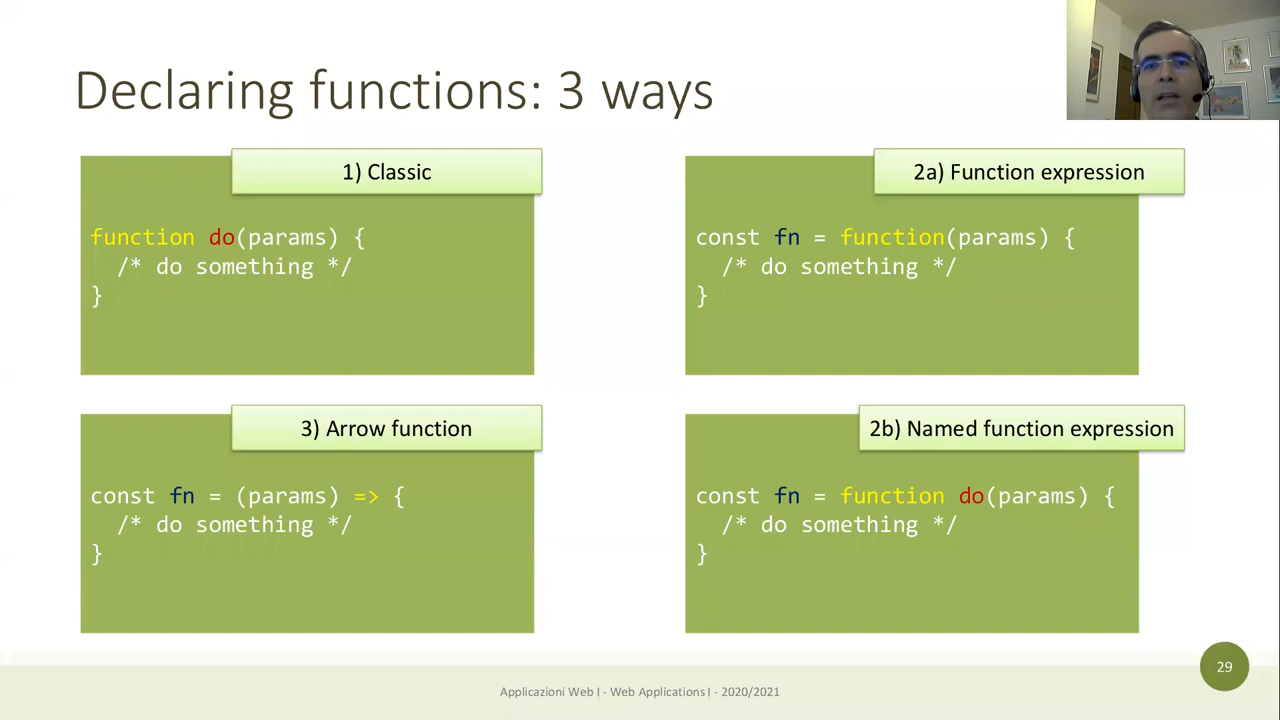 Declaring functions: 3 ways
1) Classic
function do(params) {
  /* do something */
}
2a) Function expression
const fn = function(params) {
  /* do something */
}
3) Arrow function
const fn = (params) => {
  /* do something */
}
2b) Named function expression
const fn = function do(params) {
  /* do something */
}
29
Applicazioni Web I - Web Applications I - 2020/2021